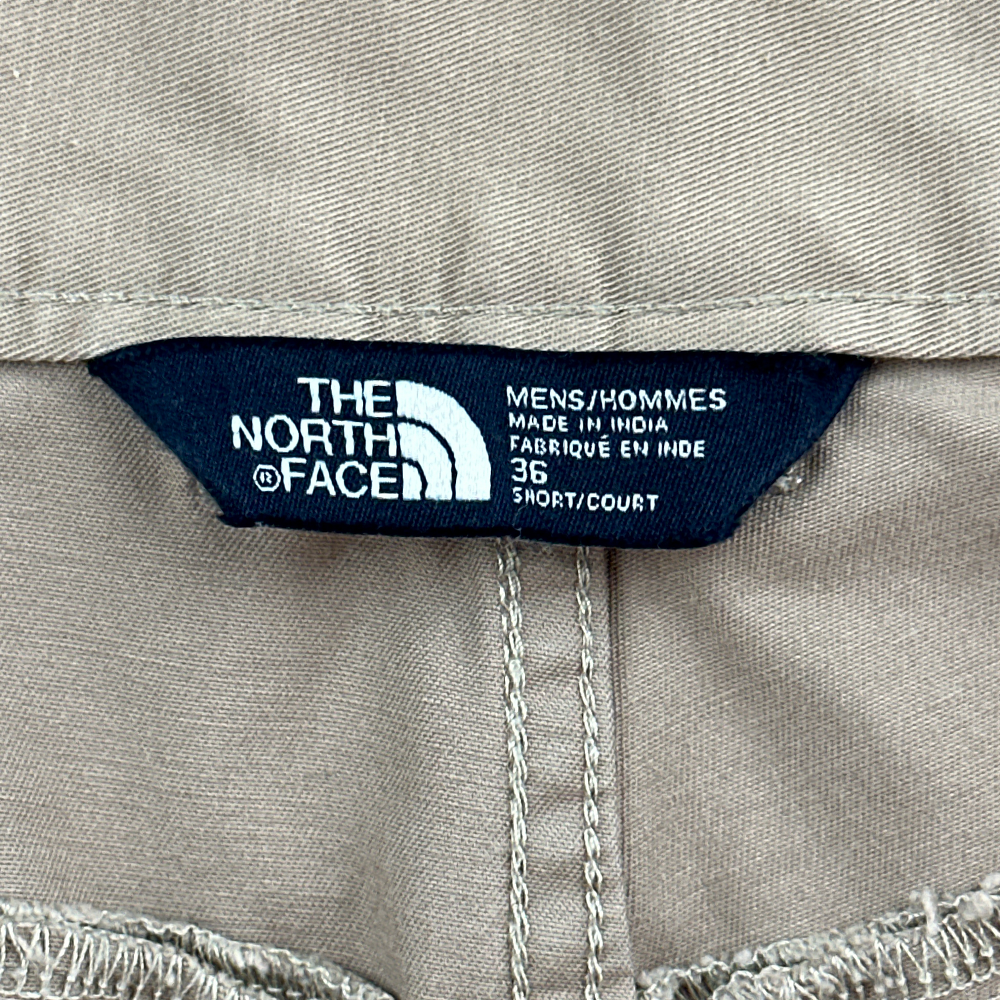 THE
NORTH
®FACE
MENS/HOMMES
MADE IN INDIA
FABRIQUÉ EN INDE
36
SHORT/COURT